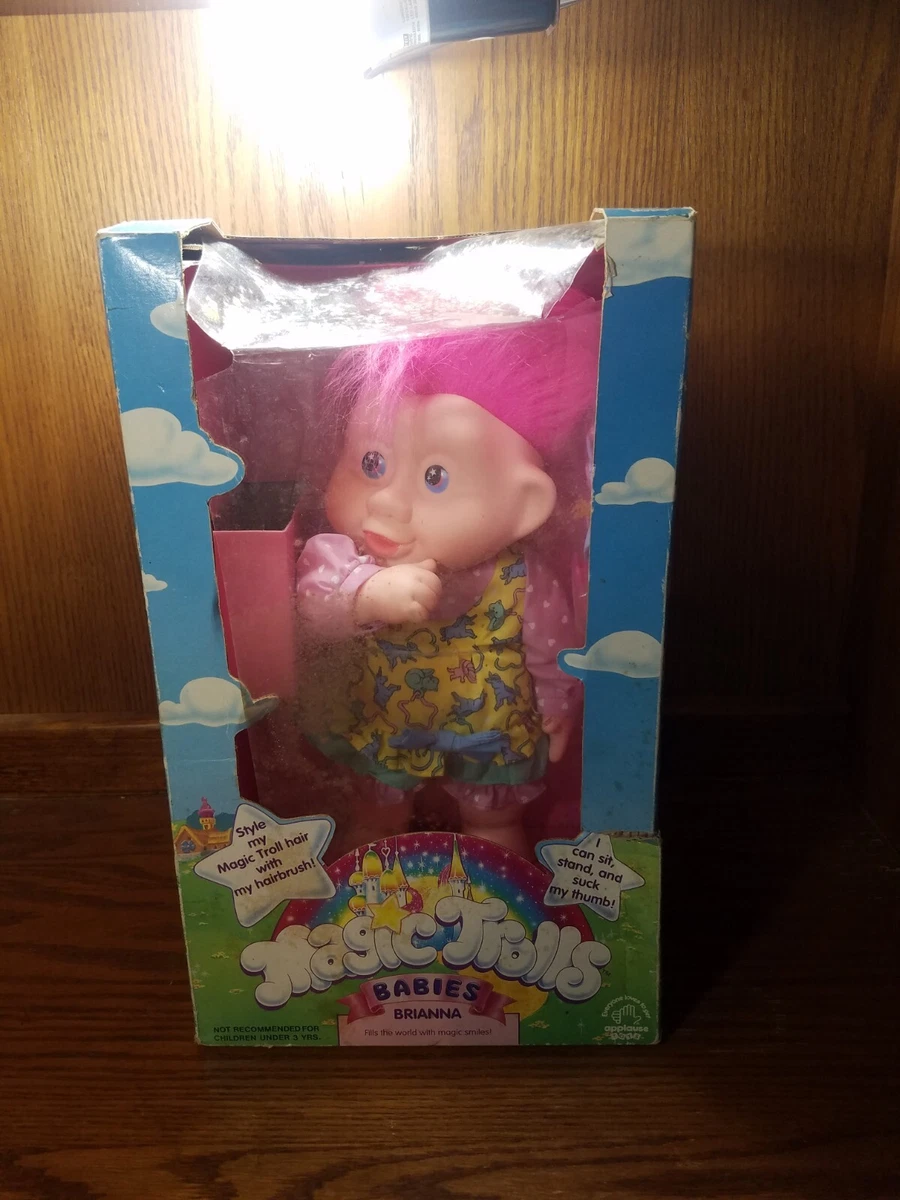 Style
my
Magic Troll hair
with
my hairbrush!
I
can sit,
stand, and
suck
my thumb!
Magic Trolls
BABIES
BRIANNA
Fills the world with magic smiles!
NOT RECOMMENDED FOR
CHILDREN UNDER 3 YRS.
applause